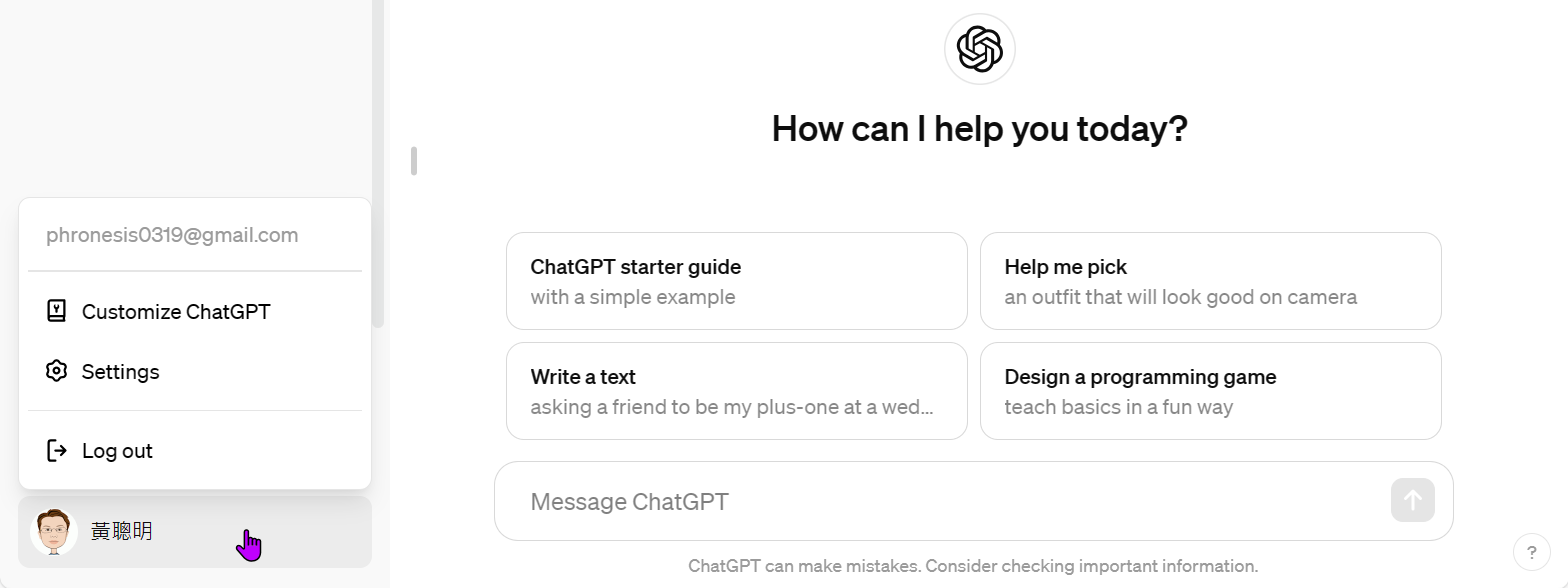 How can I help you today?
phronesis0319@gmail.com
Customize ChatGPT
Settings
Log out
黃聰明
ChatGPT starter guide
with a simple example
Help me pick
an outfit that will look good on camera
Write a text
asking a friend to be my plus-one at a wed...
Design a programming game
teach basics in a fun way
Message ChatGPT
ChatGPT can make mistakes. Consider checking important information.
?